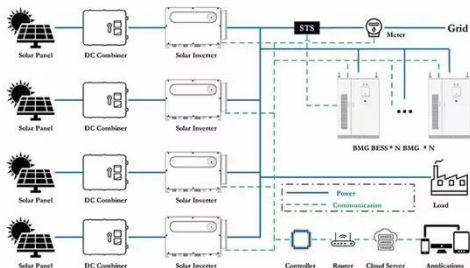 STS
Meter
Grid
Solar Panel
DC Combiner
Solar Inverter
Solar Panel
DC Combiner
Solar Inverter
BMG BESS * N BMG * N
Solar Panel
DC Combiner
Solar Inverter
Power
Communication
Load
Solar Panel
DC Combiner
Solar Inverter
Controller
Router
Cloud Server
Applications